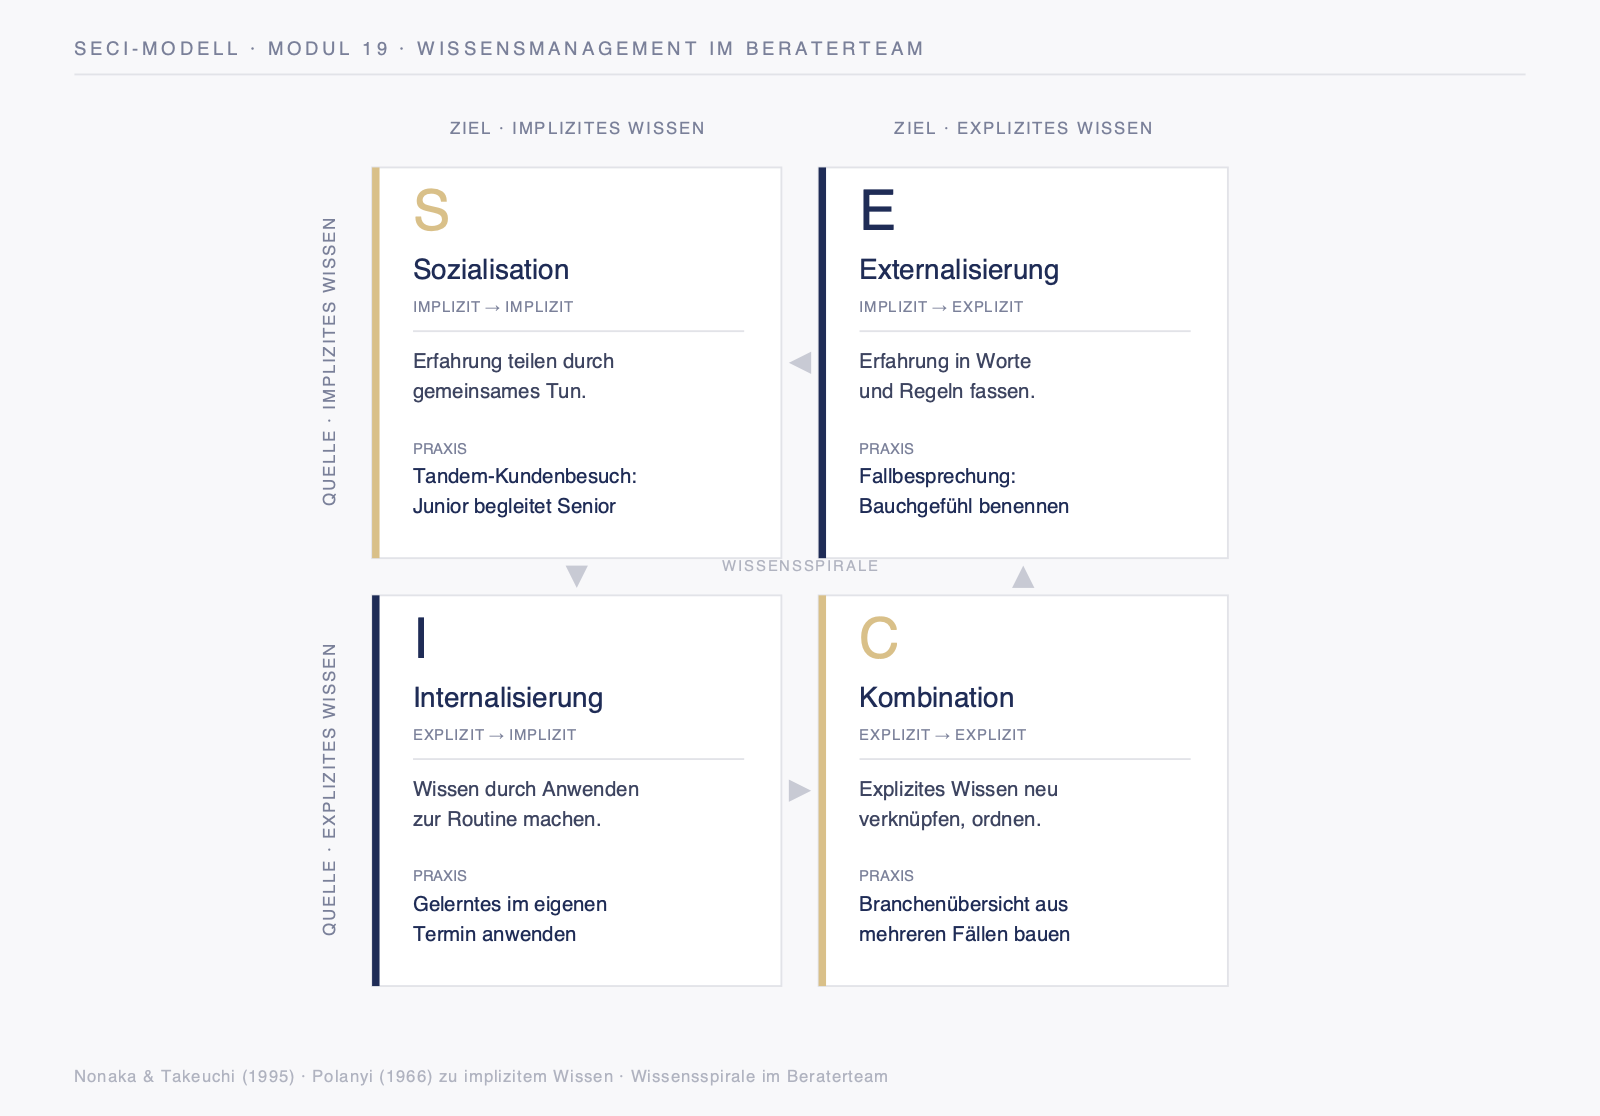 SECI-MODELL · MODUL 19 · WISSENSMANAGEMENT IM BERATERTEAM
ZIEL · IMPLIZITES WISSEN
ZIEL · EXPLIZITES WISSEN
QUELLE · IMPLIZITES WISSEN
S
Sozialisation
IMPLIZIT → IMPLIZIT
Erfahrung teilen durch
gemeinsames Tun.
PRAXIS
Tandem-Kundenbesuch:
Junior begleitet Senior
E
Externalisierung
IMPLIZIT → EXPLIZIT
Erfahrung in Worte
und Regeln fassen.
PRAXIS
Fallbesprechung:
Bauchgefühl benennen
WISSENSSPIRALE
QUELLE · EXPLIZITES WISSEN
I
Internalisierung
EXPLIZIT → IMPLIZIT
Wissen durch Anwenden
zur Routine machen.
PRAXIS
Gelerntes im eigenen
Termin anwenden
C
Kombination
EXPLIZIT → EXPLIZIT
Explizites Wissen neu
verknüpfen, ordnen.
PRAXIS
Branchenübersicht aus
mehreren Fällen bauen
Nonaka & Takeuchi (1995) · Polanyi (1966) zu implizitem Wissen · Wissensspirale im Beraterteam